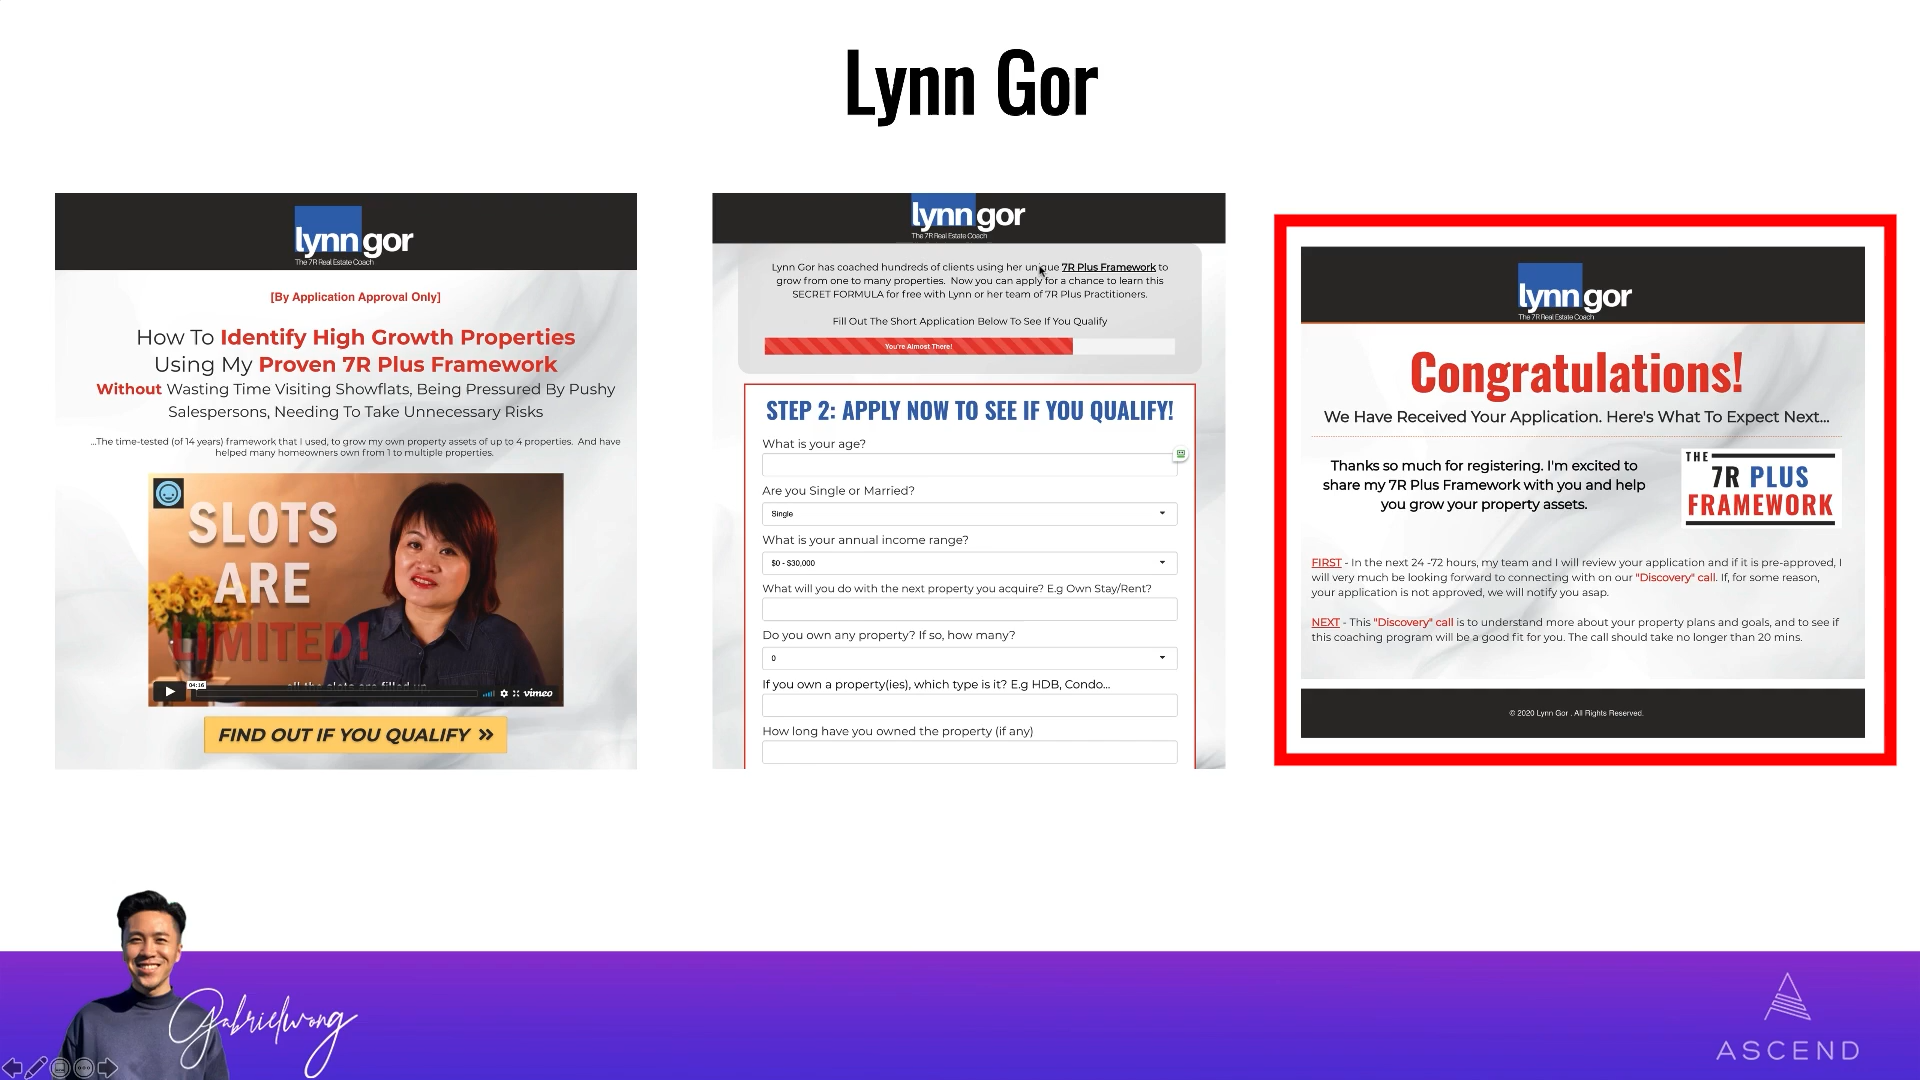 Lynn Gor
lynn gor
The 7R Real Estate Coach
[By Application Approval Only]
How To Identify High Growth Properties
Using My Proven 7R Plus Framework
Without Wasting Time Visiting Showflats, Being Pressured By Pushy
Salespersons, Needing To Take Unnecessary Risks
...The time-tested (of 14 years) framework that I used, to grow my own property assets of up to 4 properties. And have
helped many homeowners own from 1 to multiple properties.
SLOTS
ARE
LIMITED!
all the slots are filled up
04:16
vimeo
FIND OUT IF YOU QUALIFY »
lynn gor
The 7R Real Estate Coach
Lynn Gor has coached hundreds of clients using her unique 7R Plus Framework to
grow from one to many properties. Now you can apply for a chance to learn this
SECRET FORMULA for free with Lynn or her team of 7R Plus Practitioners.
Fill Out The Short Application Below To See If You Qualify
You're Almost There!
STEP 2: APPLY NOW TO SEE IF YOU QUALIFY!
What is your age?
Are you Single or Married?
Single
What is your annual income range?
$0 - $30,000
What will you do with the next property you acquire? E.g Own Stay/Rent?
Do you own any property? If so, how many?
0
If you own a property(ies), which type is it? E.g HDB, Condo...
How long have you owned the property (if any)
lynn gor
The 7R Real Estate Coach
Congratulations!
We Have Received Your Application. Here's What To Expect Next...
Thanks so much for registering. I'm excited to
share my 7R Plus Framework with you and help
you grow your property assets.
THE
7R PLUS
FRAMEWORK
FIRST - In the next 24 -72 hours, my team and I will review your application and if it is pre-approved, I
will very much be looking forward to connecting with on our "Discovery" call. If, for some reason,
your application is not approved, we will notify you asap.
NEXT - This "Discovery" call is to understand more about your property plans and goals, and to see if
this coaching program will be a good fit for you. The call should take no longer than 20 mins.
© 2020 Lynn Gor . All Rights Reserved.
Gabrielwong
ASCEND